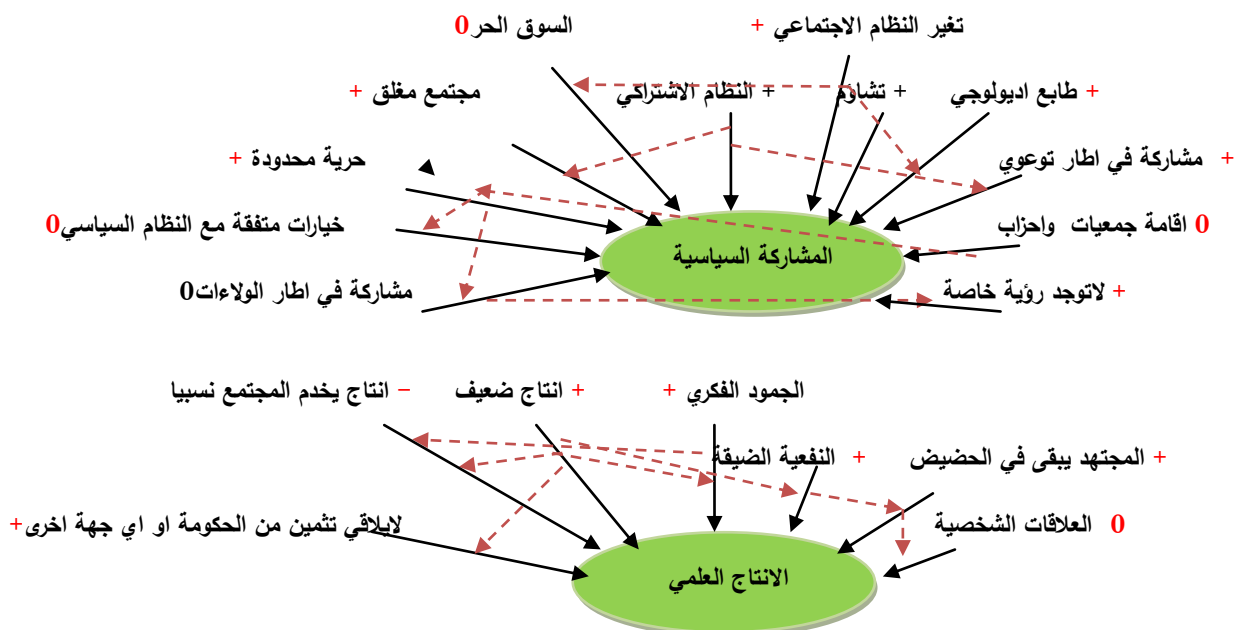 تغير النظام الاجتماعي +
السوق الحر0
+ طابع اديولوجي
+ تشاؤم
+ النظام الاشتراكي
مجتمع مغلق +
+ مشاركة في اطار توعوي
حرية محدودة +
0 اقامة جمعيات واحزاب
خيارات متفقة مع النظام السياسي0
المشاركة السياسية
+ لاتوجد رؤية خاصة
مشاركة في اطار الولاءات0
الجمود الفكري +
+ انتاج ضعيف
– انتاج يخدم المجتمع نسبيا
+ المجتهد يبقى في الحضيض
+ النفعية الضيقة
0 العلاقات الشخصية
لايلاقي تثمين من الحكومة او اي جهة اخرى+
الانتاج العلمي